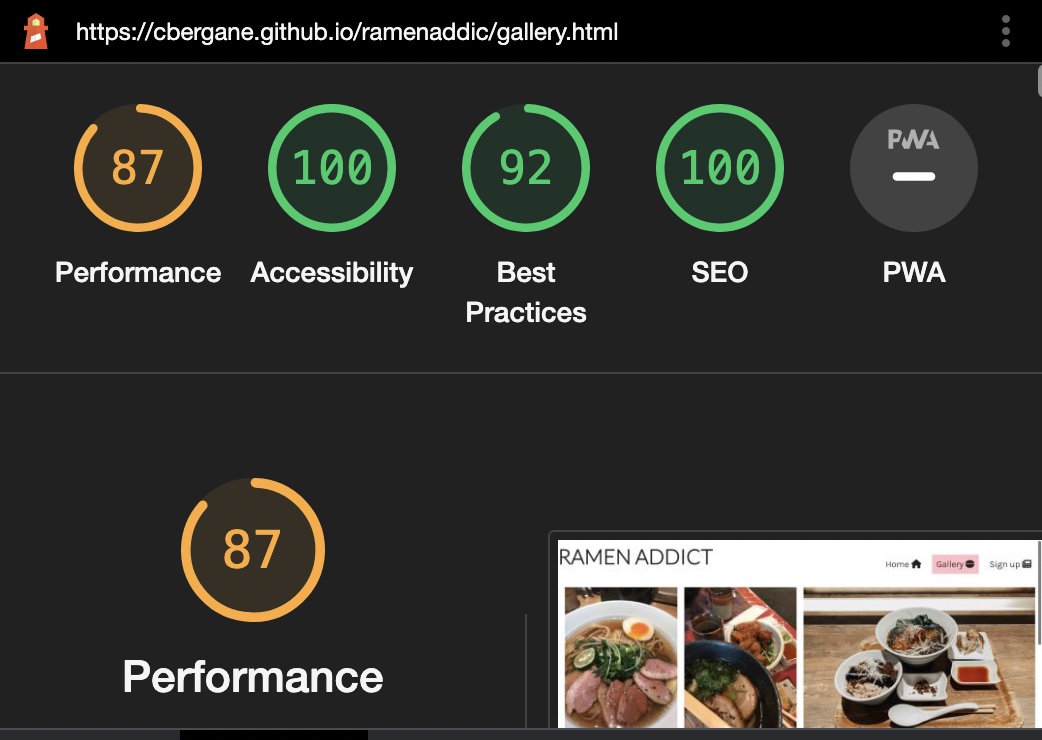 https://cbergane.github.io/ramenaddic/gallery.html
87
100
92
100
PWA
Performance
Accessibility
Best
Practices
SEO
PWA
87
Performance
RAMEN ADDICT
Home
Gallery
Sign up